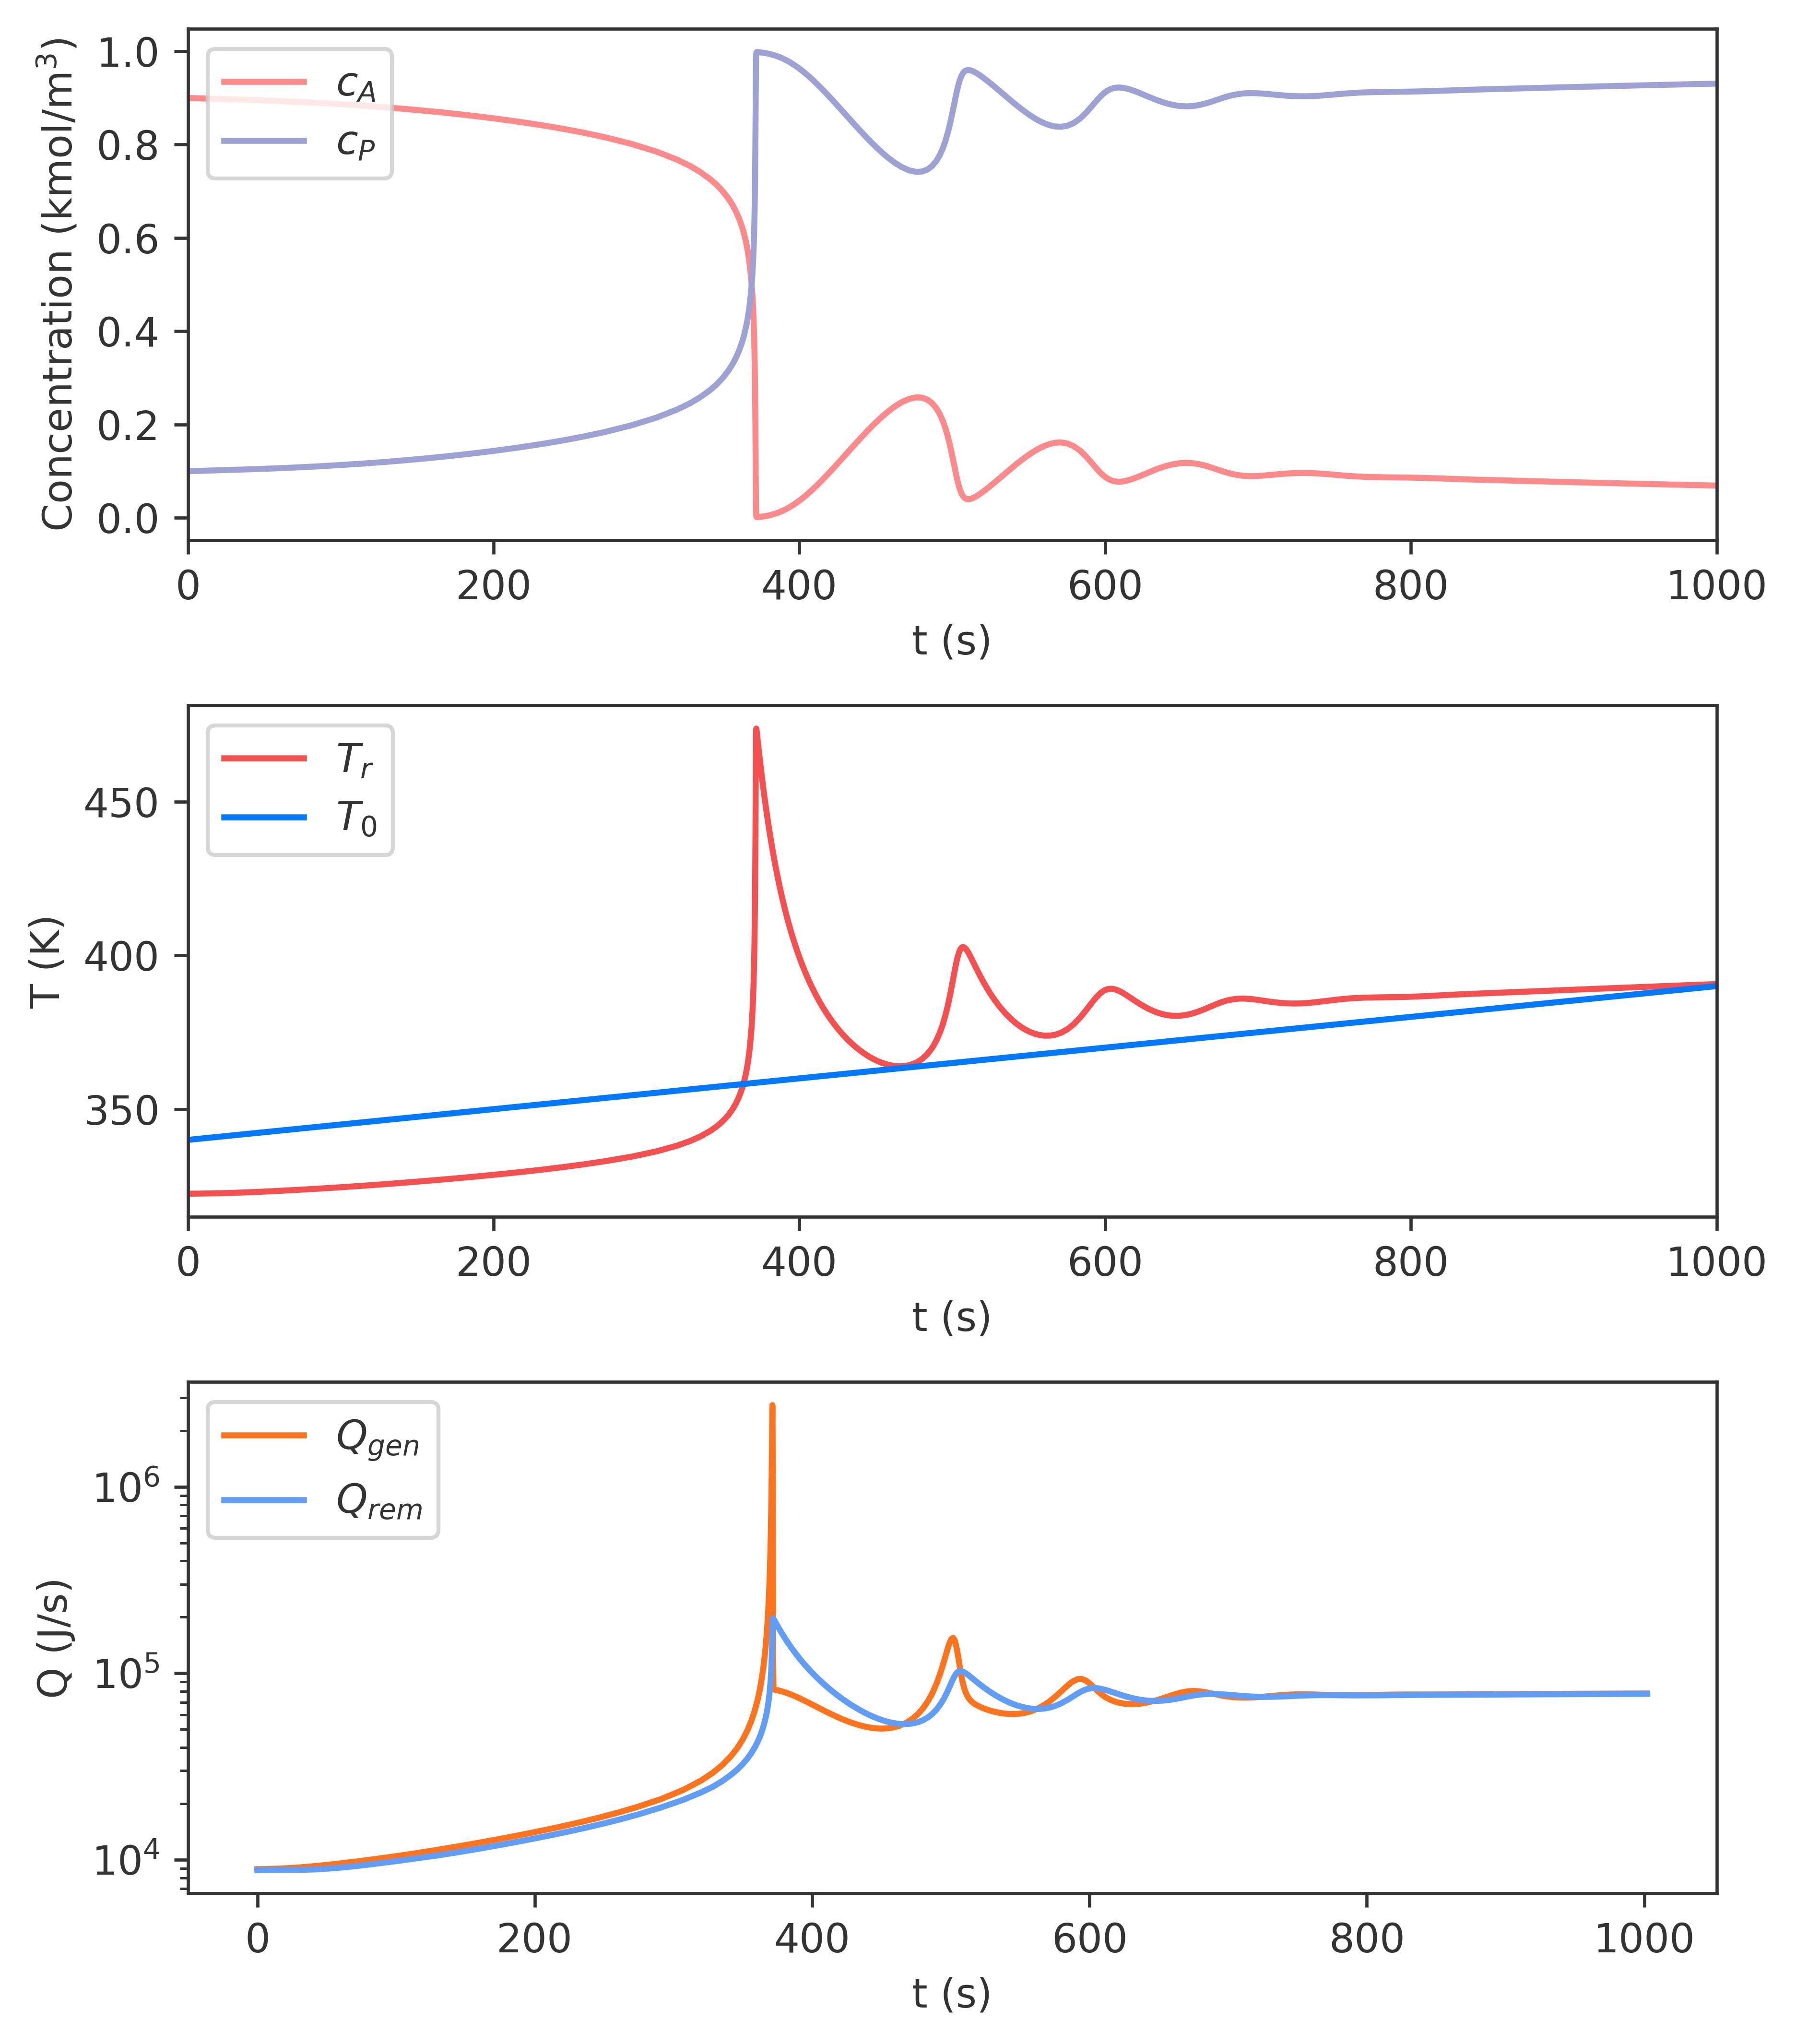 1.0
0.8
0.6
0.4
0.2
0.0
Concentration (kmol/m³)
c_A
c_P
0 200 400 600 800 1000
t (s)
450
400
350
T (K)
T_r
T_0
0 200 400 600 800 1000
t (s)
10⁶
10⁵
10⁴
Q (J/s)
Q_gen
Q_rem
0 200 400 600 800 1000
t (s)